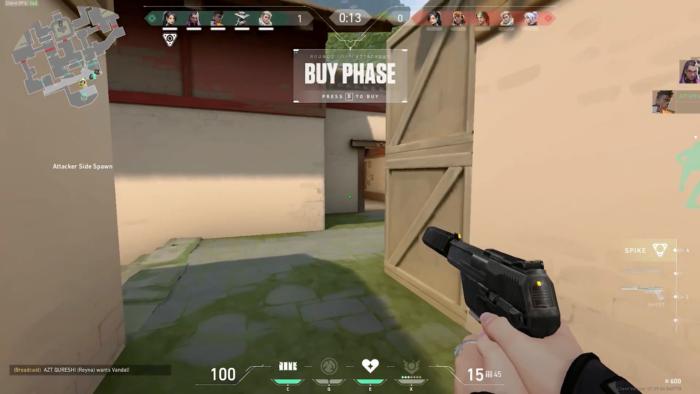 1
0:13
0
BUY PHASE
PRESS B TO BUY
Attacker Side Spawn
SPIKE
(Broadcast) AZT QURESHI (Reyna) wants Vandal!
100
C
Q
E
X
15
45
600